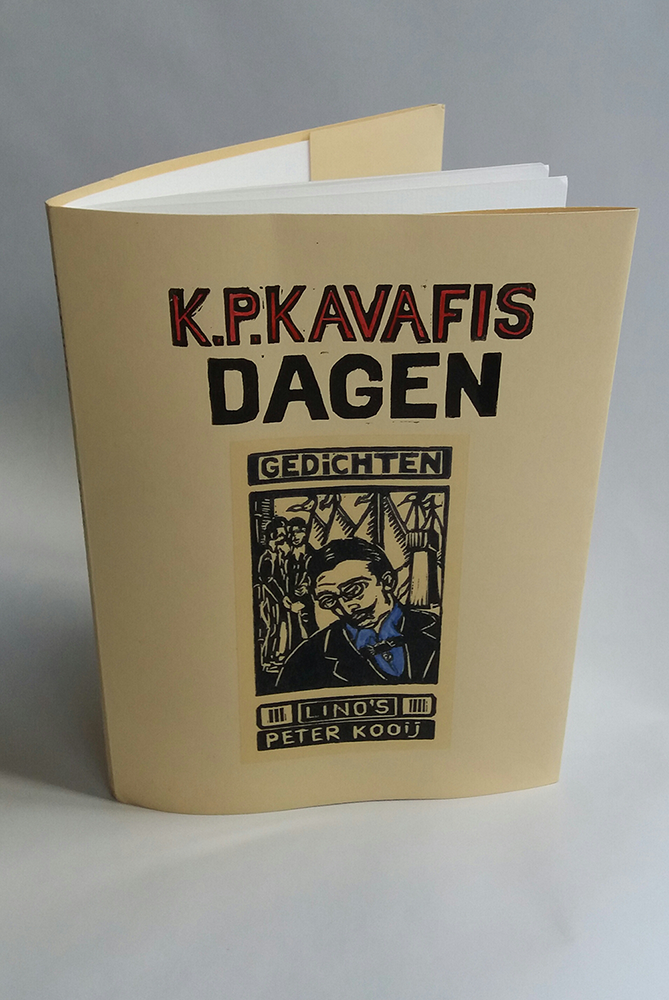 K.P.KAVAFIS
DAGEN
GEDiCHTEN
LINO'S
PETER KOOIJ